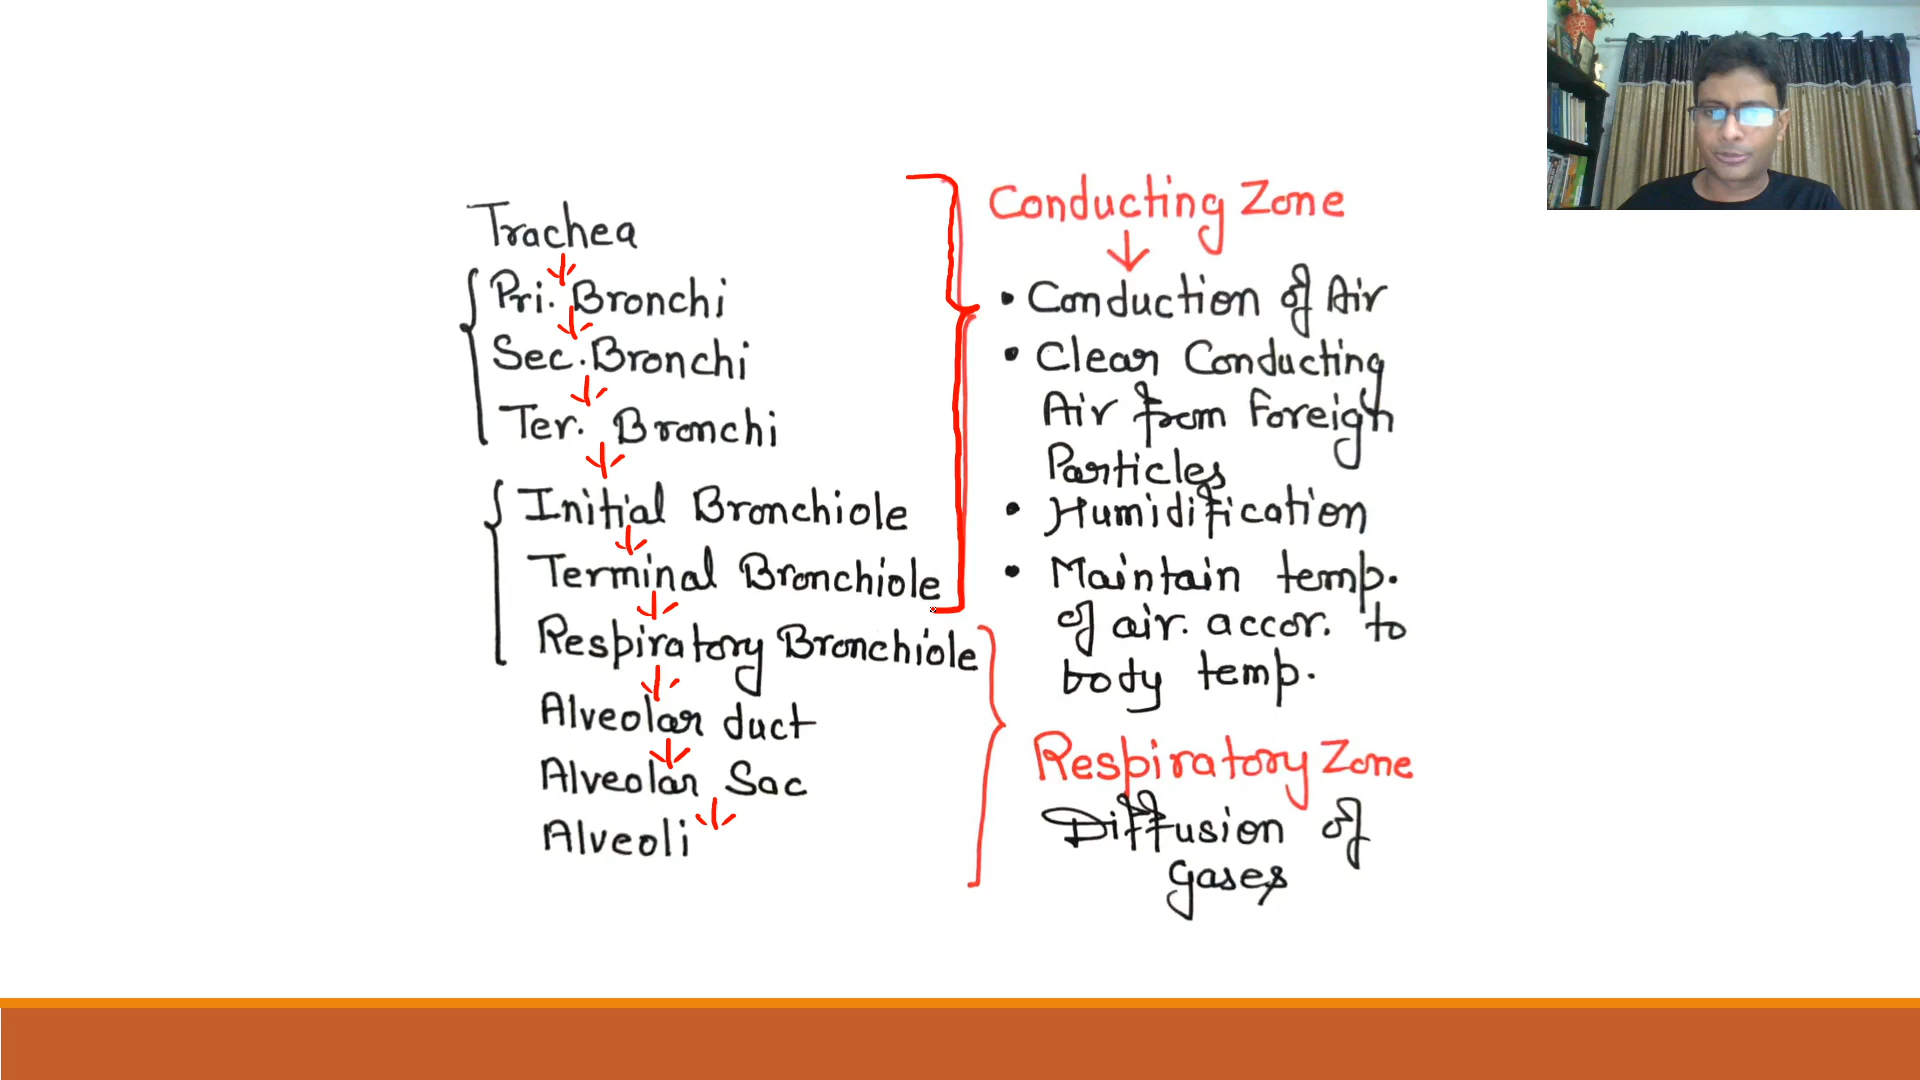 Trachea
Pri. Bronchi
Sec. Bronchi
Ter. Bronchi
Initial Bronchiole
Terminal Bronchiole
Respiratory Bronchiole
Alveolar duct
Alveolar Sac
Alveoli
Conducting Zone
• Conduction of Air
• Clear Conducting
Air from Foreign
Particles
• Humidification
• Maintain temp.
of air. accor. to
body temp.
Respiratory Zone
Diffusion of
gases